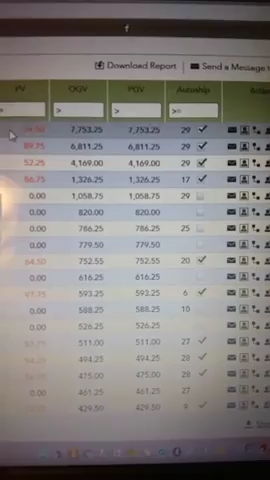 Download Report Send a Message
PV OGV PGV Autoship
> > >=
7,753.25 7,753.25 29
89.75 6,811.25 6,811.25 29
52.25 4,169.00 4,169.00 29
56.75 1,326.25 1,326.25 17
0.00 1,058.75 1,058.75 29
0.00 820.00 820.00
0.00 786.25 786.25 25
0.00 779.50 779.50
64.50 752.55 752.55 20
0.00 616.25 616.25
593.25 593.25 6
0.00 588.25 588.25 10
0.00 526.25 526.25
511.00 511.00 27
494.25 494.25 28
475.00 475.00 28
0.00 461.25 461.25 27
429.50 429.50